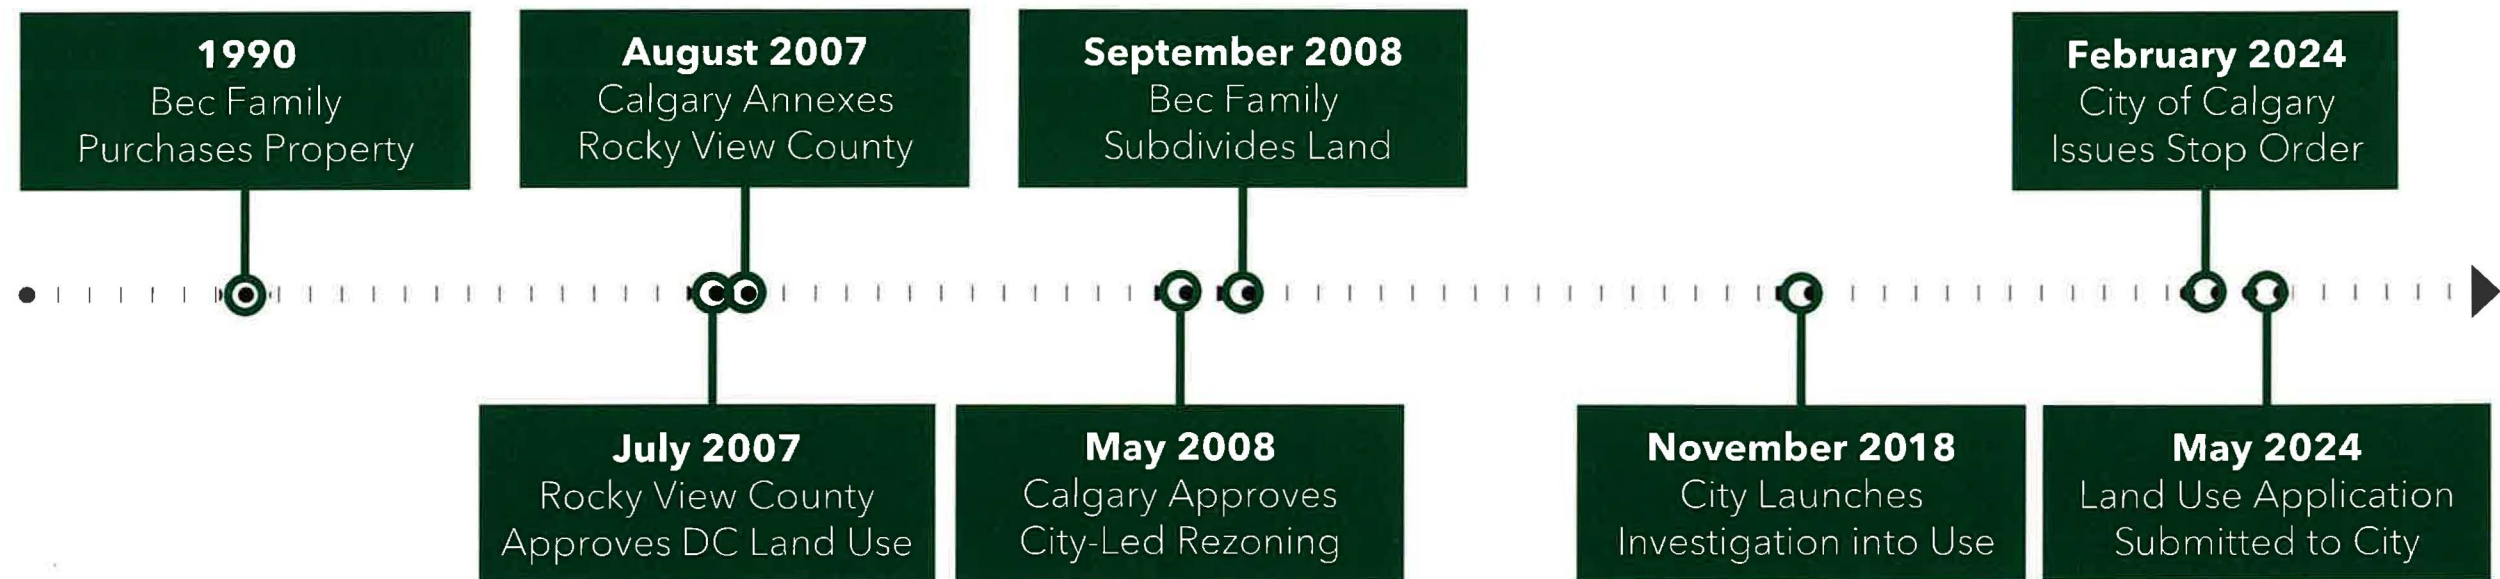 1990
Bec Family
Purchases Property
August 2007
Calgary Annexes
Rocky View County
September 2008
Bec Family
Subdivides Land
February 2024
City of Calgary
Issues Stop Order
July 2007
Rocky View County
Approves DC Land Use
May 2008
Calgary Approves
City-Led Rezoning
November 2018
City Launches
Investigation into Use
May 2024
Land Use Application
Submitted to City